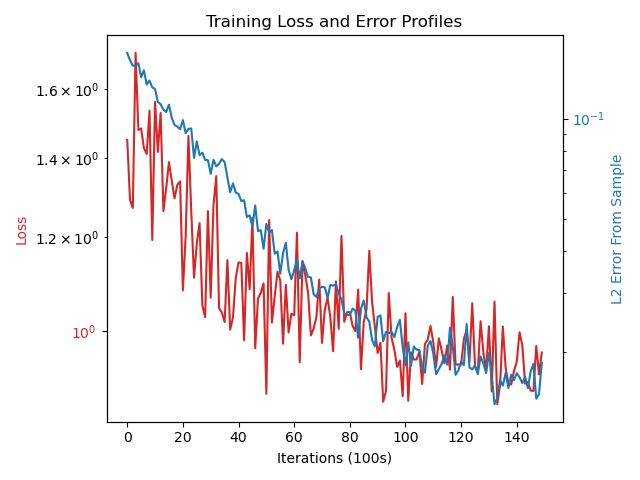 Training Loss and Error Profiles
1.6 × 10⁰
1.4 × 10⁰
1.2 × 10⁰
10⁰
Loss
10⁻¹
L2 Error From Sample
0 20 40 60 80 100 120 140
Iterations (100s)